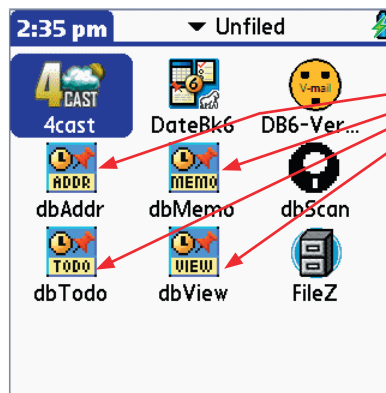 2:35 pm Unfiled
4CAST 6 V-mail
4cast DateBk6 DB6-Ver...
ADDR MEMO
dbAddr dbMemo dbScan
TODO VIEW
dbTodo dbView FileZ